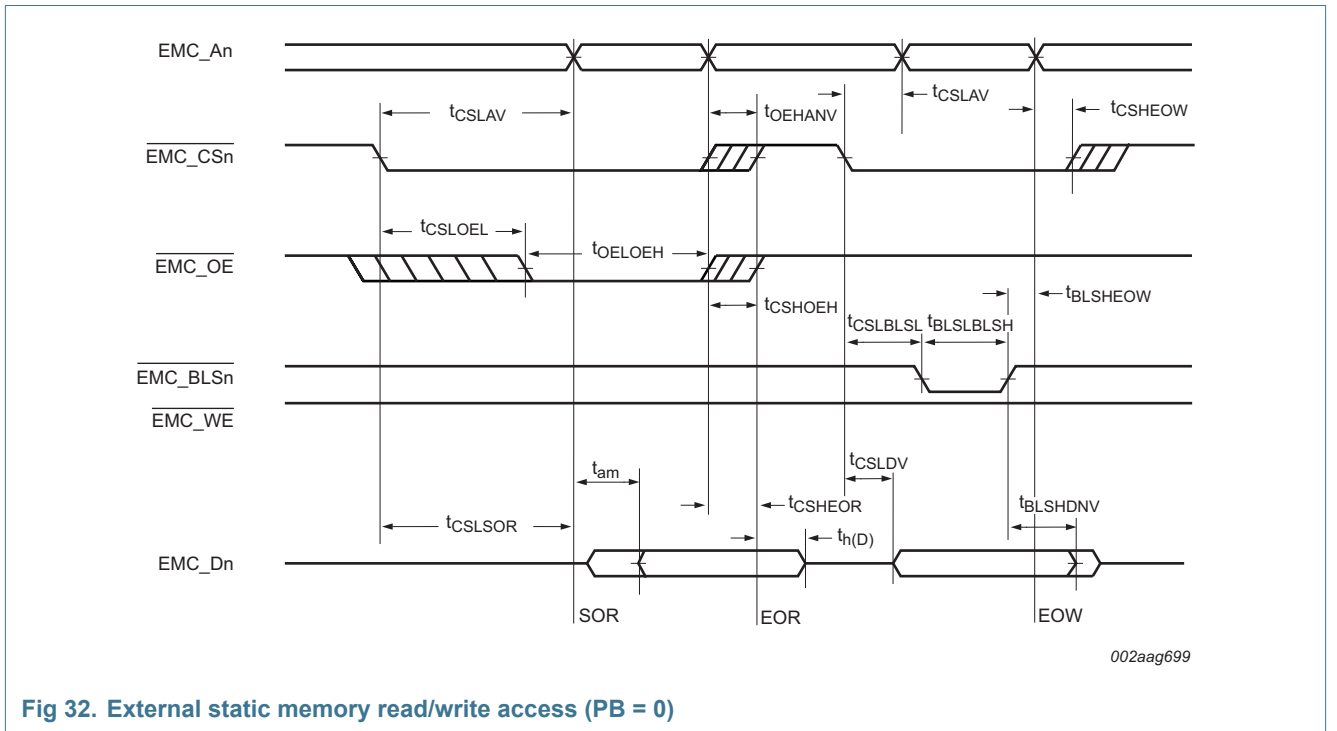 EMC_An
tCSLAV
tOEHANV
tCSLAV
tCSHEOW
EMC_CSn
tCSLOEL
tOELOEH
EMC_OE
tCSHOEH
tBLSHEOW
tCSLBLSL
tBLSLBLSH
EMC_BLSn
EMC_WE
tam
tCSLDV
tCSHEOR
tBLSHDNV
tCSLSOR
th(D)
EMC_Dn
SOR
EOR
EOW
002aag699
Fig 32. External static memory read/write access (PB = 0)